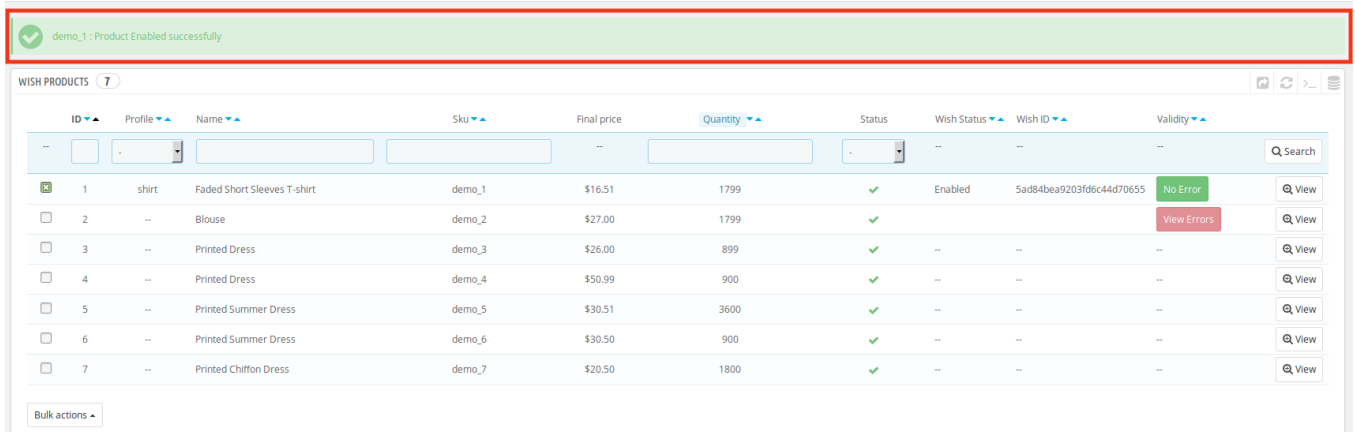 demo_1 : Product Enabled successfully
WISH PRODUCTS 7
ID Profile Name Sku Final price Quantity Status Wish Status Wish ID Validity
-- - -- - -- -- -- Search
1 shirt Faded Short Sleeves T-shirt demo_1 $16.51 1799 Enabled 5ad84bea9203fd6c44d70655 No Error View
2 -- Blouse demo_2 $27.00 1799 View Errors View
3 -- Printed Dress demo_3 $26.00 899 -- -- -- View
4 -- Printed Dress demo_4 $50.99 900 -- -- -- View
5 -- Printed Summer Dress demo_5 $30.51 3600 -- -- -- View
6 -- Printed Summer Dress demo_6 $30.50 900 -- -- -- View
7 -- Printed Chiffon Dress demo_7 $20.50 1800 -- -- -- View
Bulk actions